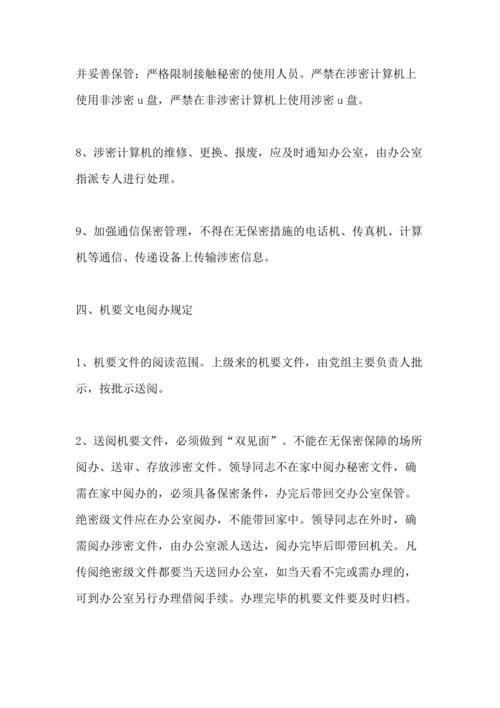 并妥善保管；严格限制接触秘密的使用人员。严禁在涉密计算机上
使用非涉密 u 盘，严禁在非涉密计算机上使用涉密 u 盘。
8、涉密计算机的维修、更换、报废，应及时通知办公室，由办公室
指派专人进行处理。
9、加强通信保密管理，不得在无保密措施的电话机、传真机、计算
机等通信、传递设备上传输涉密信息。
四、机要文电阅办规定
1、机要文件的阅读范围。上级来的机要文件，由党组主要负责人批
示，按批示送阅。
2、送阅机要文件，必须做到“双见面”。不能在无保密保障的场所
阅办、送审、存放涉密文件。领导同志不在家中阅办秘密文件，确
需在家中阅办的，必须具备保密条件，办完后带回交办公室保管。
绝密级文件应在办公室阅办，不能带回家中。领导同志在外时，确
需阅办涉密文件，由办公室派人送达，阅办完毕后即带回机关。凡
传阅绝密级文件都要当天送回办公室，如当天看不完或需办理的，
可到办公室另行办理借阅手续。办理完毕的机要文件要及时归档。